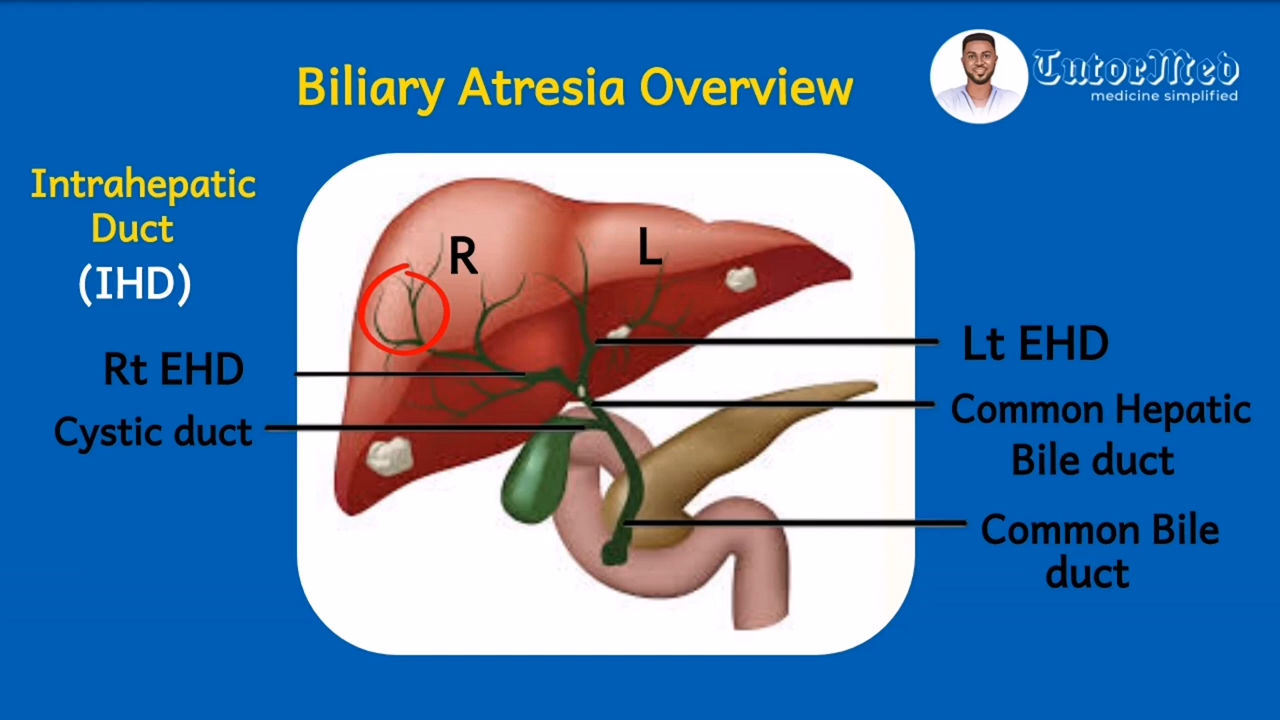 Biliary Atresia Overview
TutorMed
medicine simplified
Intrahepatic
Duct
(IHD)
R
L
Rt EHD
Cystic duct
Lt EHD
Common Hepatic
Bile duct
Common Bile
duct